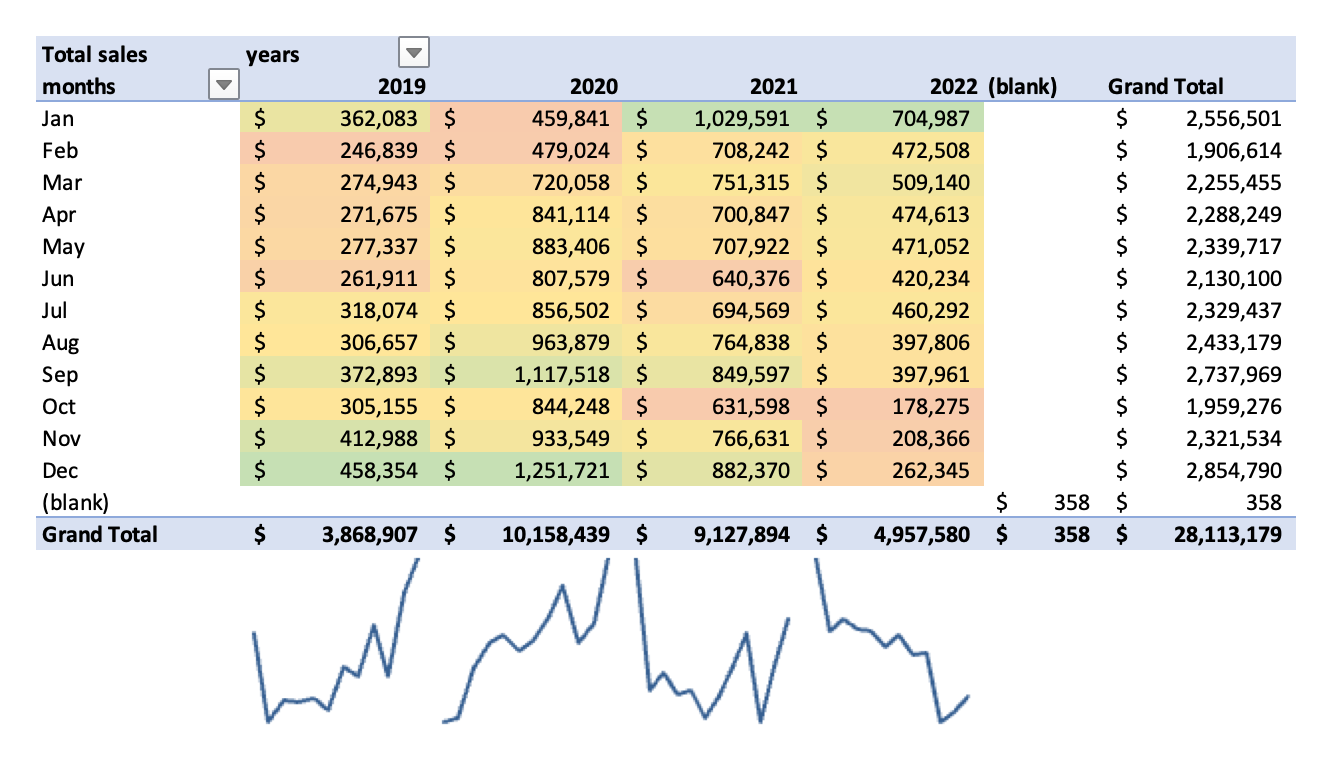 Total sales years
months 2019 2020 2021 2022 (blank) Grand Total
Jan $ 362,083 $ 459,841 $ 1,029,591 $ 704,987 $ 2,556,501
Feb $ 246,839 $ 479,024 $ 708,242 $ 472,508 $ 1,906,614
Mar $ 274,943 $ 720,058 $ 751,315 $ 509,140 $ 2,255,455
Apr $ 271,675 $ 841,114 $ 700,847 $ 474,613 $ 2,288,249
May $ 277,337 $ 883,406 $ 707,922 $ 471,052 $ 2,339,717
Jun $ 261,911 $ 807,579 $ 640,376 $ 420,234 $ 2,130,100
Jul $ 318,074 $ 856,502 $ 694,569 $ 460,292 $ 2,329,437
Aug $ 306,657 $ 963,879 $ 764,838 $ 397,806 $ 2,433,179
Sep $ 372,893 $ 1,117,518 $ 849,597 $ 397,961 $ 2,737,969
Oct $ 305,155 $ 844,248 $ 631,598 $ 178,275 $ 1,959,276
Nov $ 412,988 $ 933,549 $ 766,631 $ 208,366 $ 2,321,534
Dec $ 458,354 $ 1,251,721 $ 882,370 $ 262,345 $ 2,854,790
(blank) $ 358 $ 358
Grand Total $ 3,868,907 $ 10,158,439 $ 9,127,894 $ 4,957,580 $ 358 $ 28,113,179